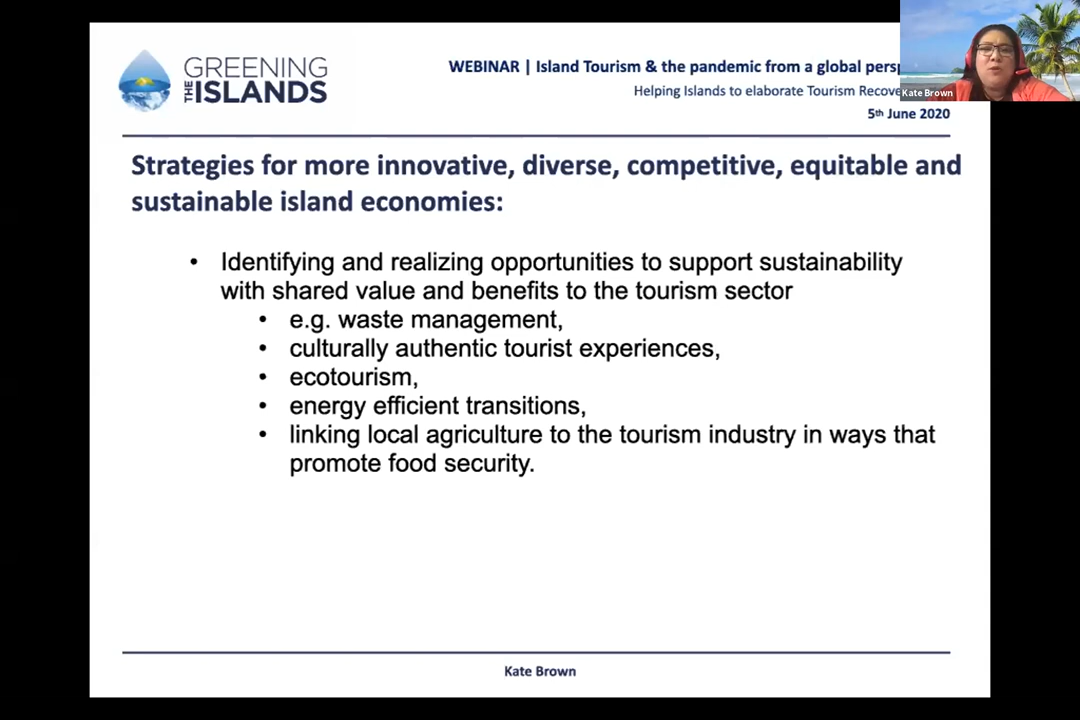 GREENING
THE ISLANDS
WEBINAR | Island Tourism & the pandemic from a global
Helping Islands to elaborate Tourism
5th June 2020
Kate Brown
Strategies for more innovative, diverse, competitive, equitable and
sustainable island economies:
• Identifying and realizing opportunities to support sustainability
with shared value and benefits to the tourism sector
• e.g. waste management,
• culturally authentic tourist experiences,
• ecotourism,
• energy efficient transitions,
• linking local agriculture to the tourism industry in ways that
promote food security.
Kate Brown